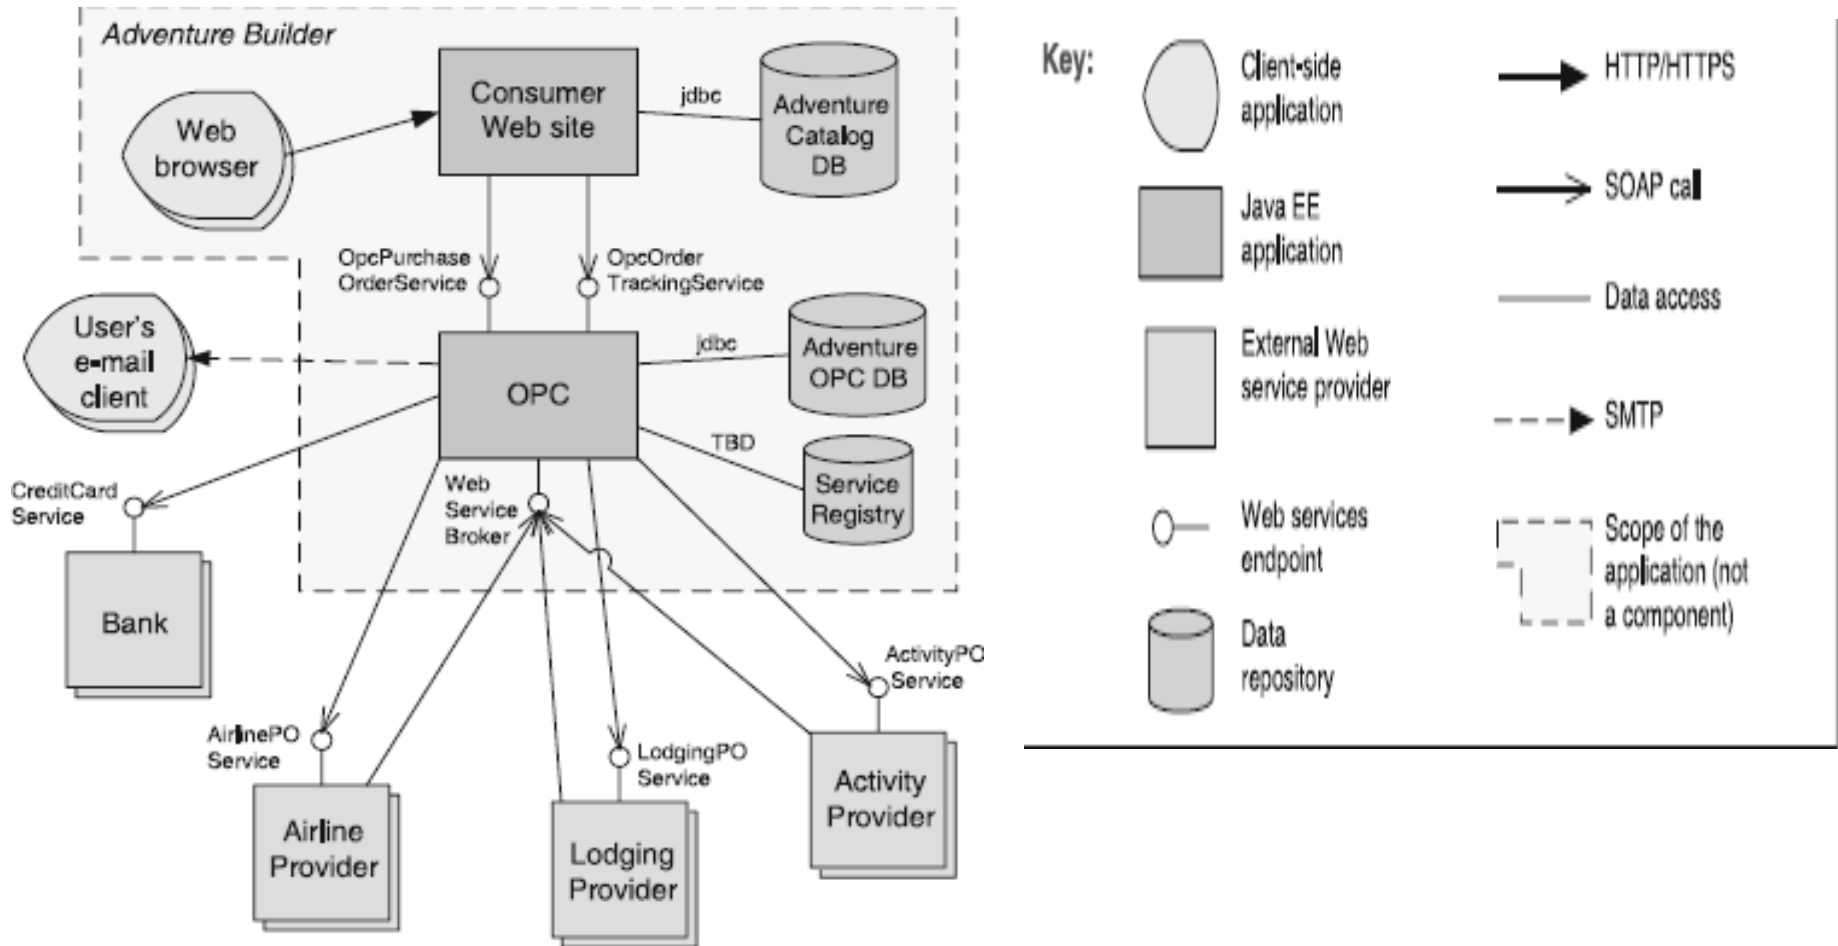 Adventure Builder
Consumer
Web site
jdbc
Adventure
Catalog
DB
Web
browser
OpcPurchase
OrderService
OpcOrder
TrackingService
User's
e-mail
client
OPC
jdbc
Adventure
OPC DB
TBD
Service
Registry
CreditCard
Service
Web
Service
Broker
Bank
AirlinePO
Service
LodgingPO
Service
ActivityPO
Service
Airline
Provider
Lodging
Provider
Activity
Provider
Key:
Client-side
application
Java EE
application
External Web
service provider
Web services
endpoint
Data
repository
HTTP/HTTPS
SOAP call
Data access
SMTP
Scope of the
application (not
a component)